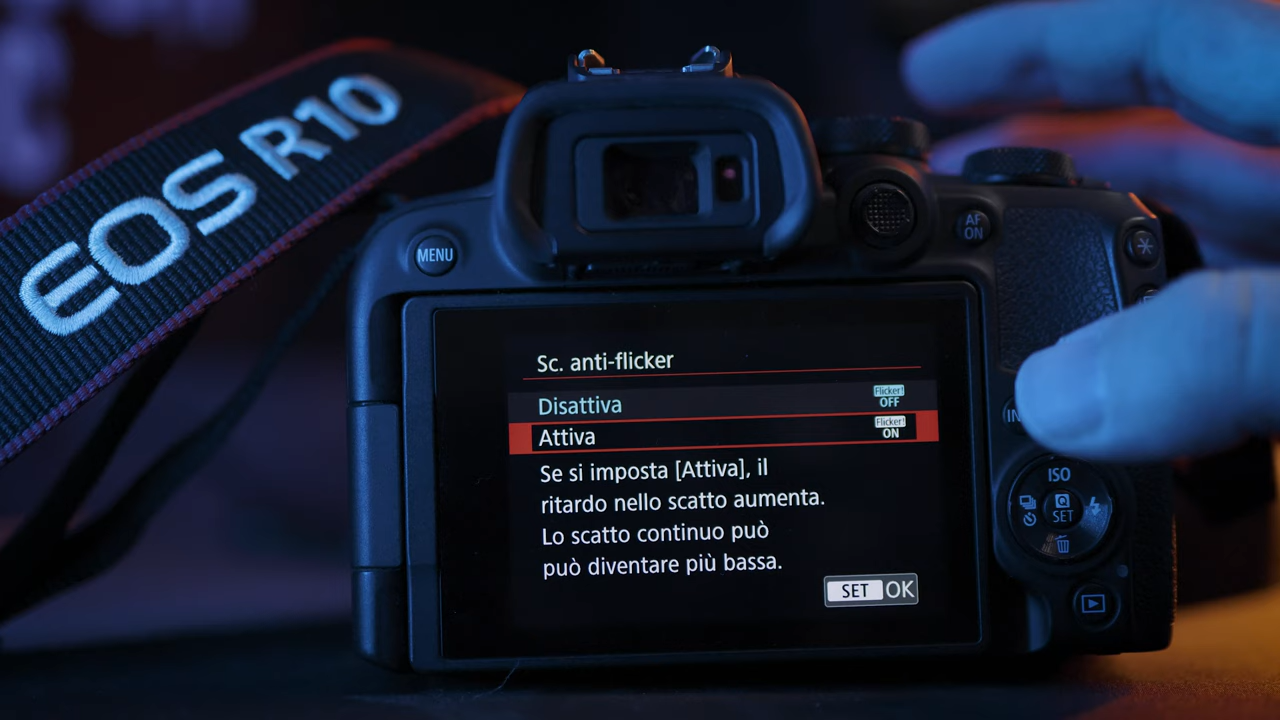 EOS R10
MENU
AF
ON
Sc. anti-flicker
Disattiva
Flicker!
OFF
Attiva
Flicker!
ON
Se si imposta [Attiva], il
ritardo nello scatto aumenta.
Lo scatto continuo può
può diventare più bassa.
SET OK
ISO
Q
SET